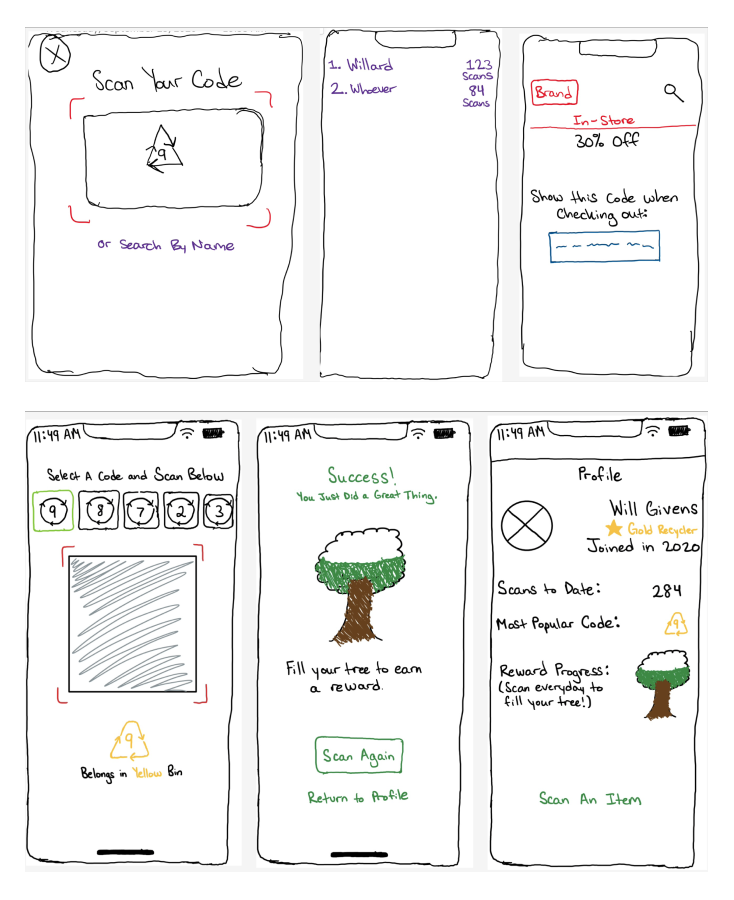 X
Scan Your Code
9
or Search By Name
1. Willard 123
Scans
2. Whoever 84
Scans
Brand
In-Store
30% Off
Show this Code when
Checking out:
11:49 AM
Select A Code and Scan Below
9 8 7 2 3
9
Belongs in Yellow Bin
11:49 AM
Success!
You Just Did a Great Thing.
Fill your tree to earn
a reward.
Scan Again
Return to Profile
11:49 AM
Profile
Will Givens
Gold Recycler
Joined in 2020
Scans to Date: 284
Most Popular Code: 9
Reward Progress:
(Scan everyday to
fill your tree!)
Scan An Item